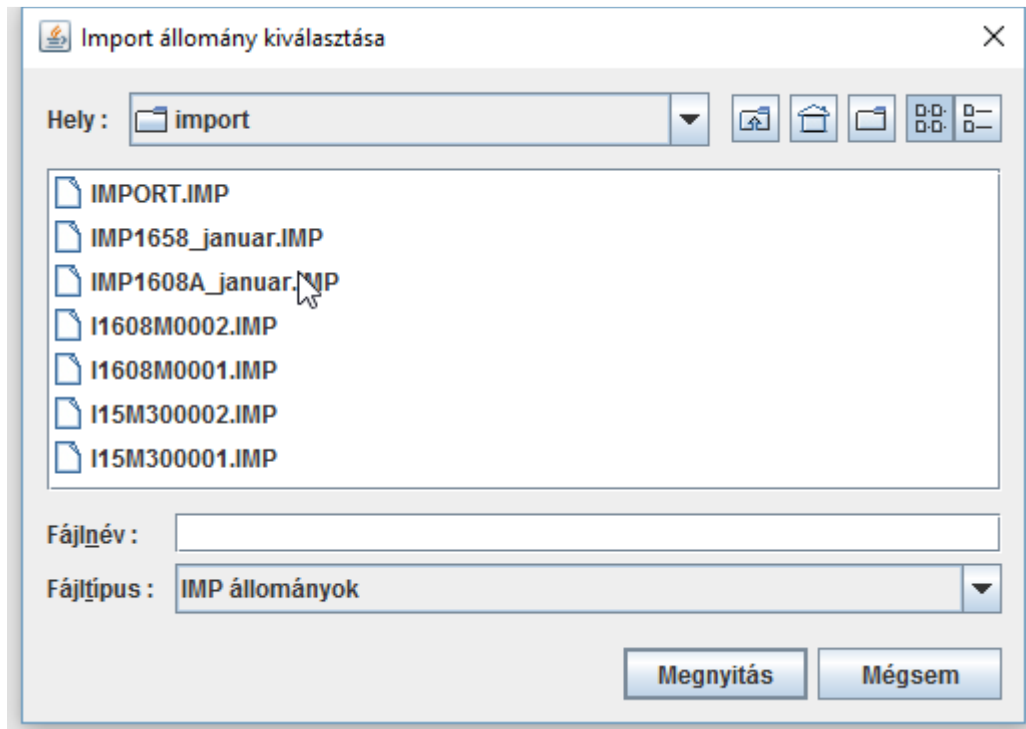 Import állomány kiválasztása
Hely : import
IMPORT.IMP
IMP1658_januar.IMP
IMP1608A_januar.IMP
I1608M0002.IMP
I1608M0001.IMP
I15M300002.IMP
I15M300001.IMP
Fájlnév :
Fájltípus : IMP állományok
Megnyitás Mégsem